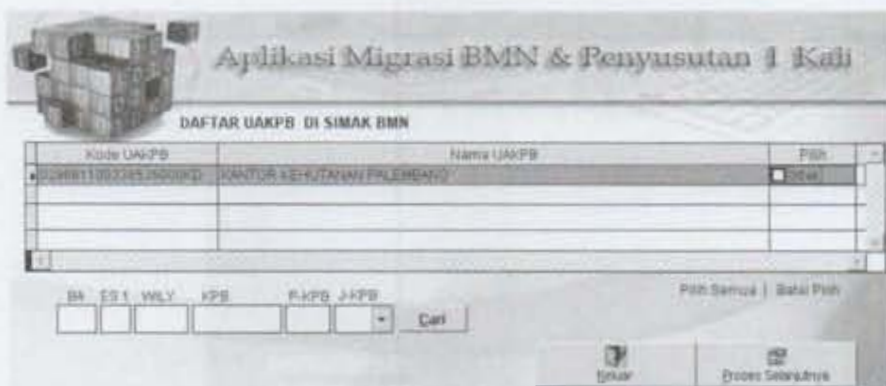 Aplikasi Migrasi BMN & Penyusutan 1 Kali
DAFTAR UAKPB DI SIMAK BMN
Kode UAKPB Nama UAKPB Pilih
KANTOR KEHUTANAN PALEMBANG
BA ES 1 WILY KPB P-KPB J-KPB
Cari
Pilih Semua | Batal Pilih
Keluar Proses Selanjutnya